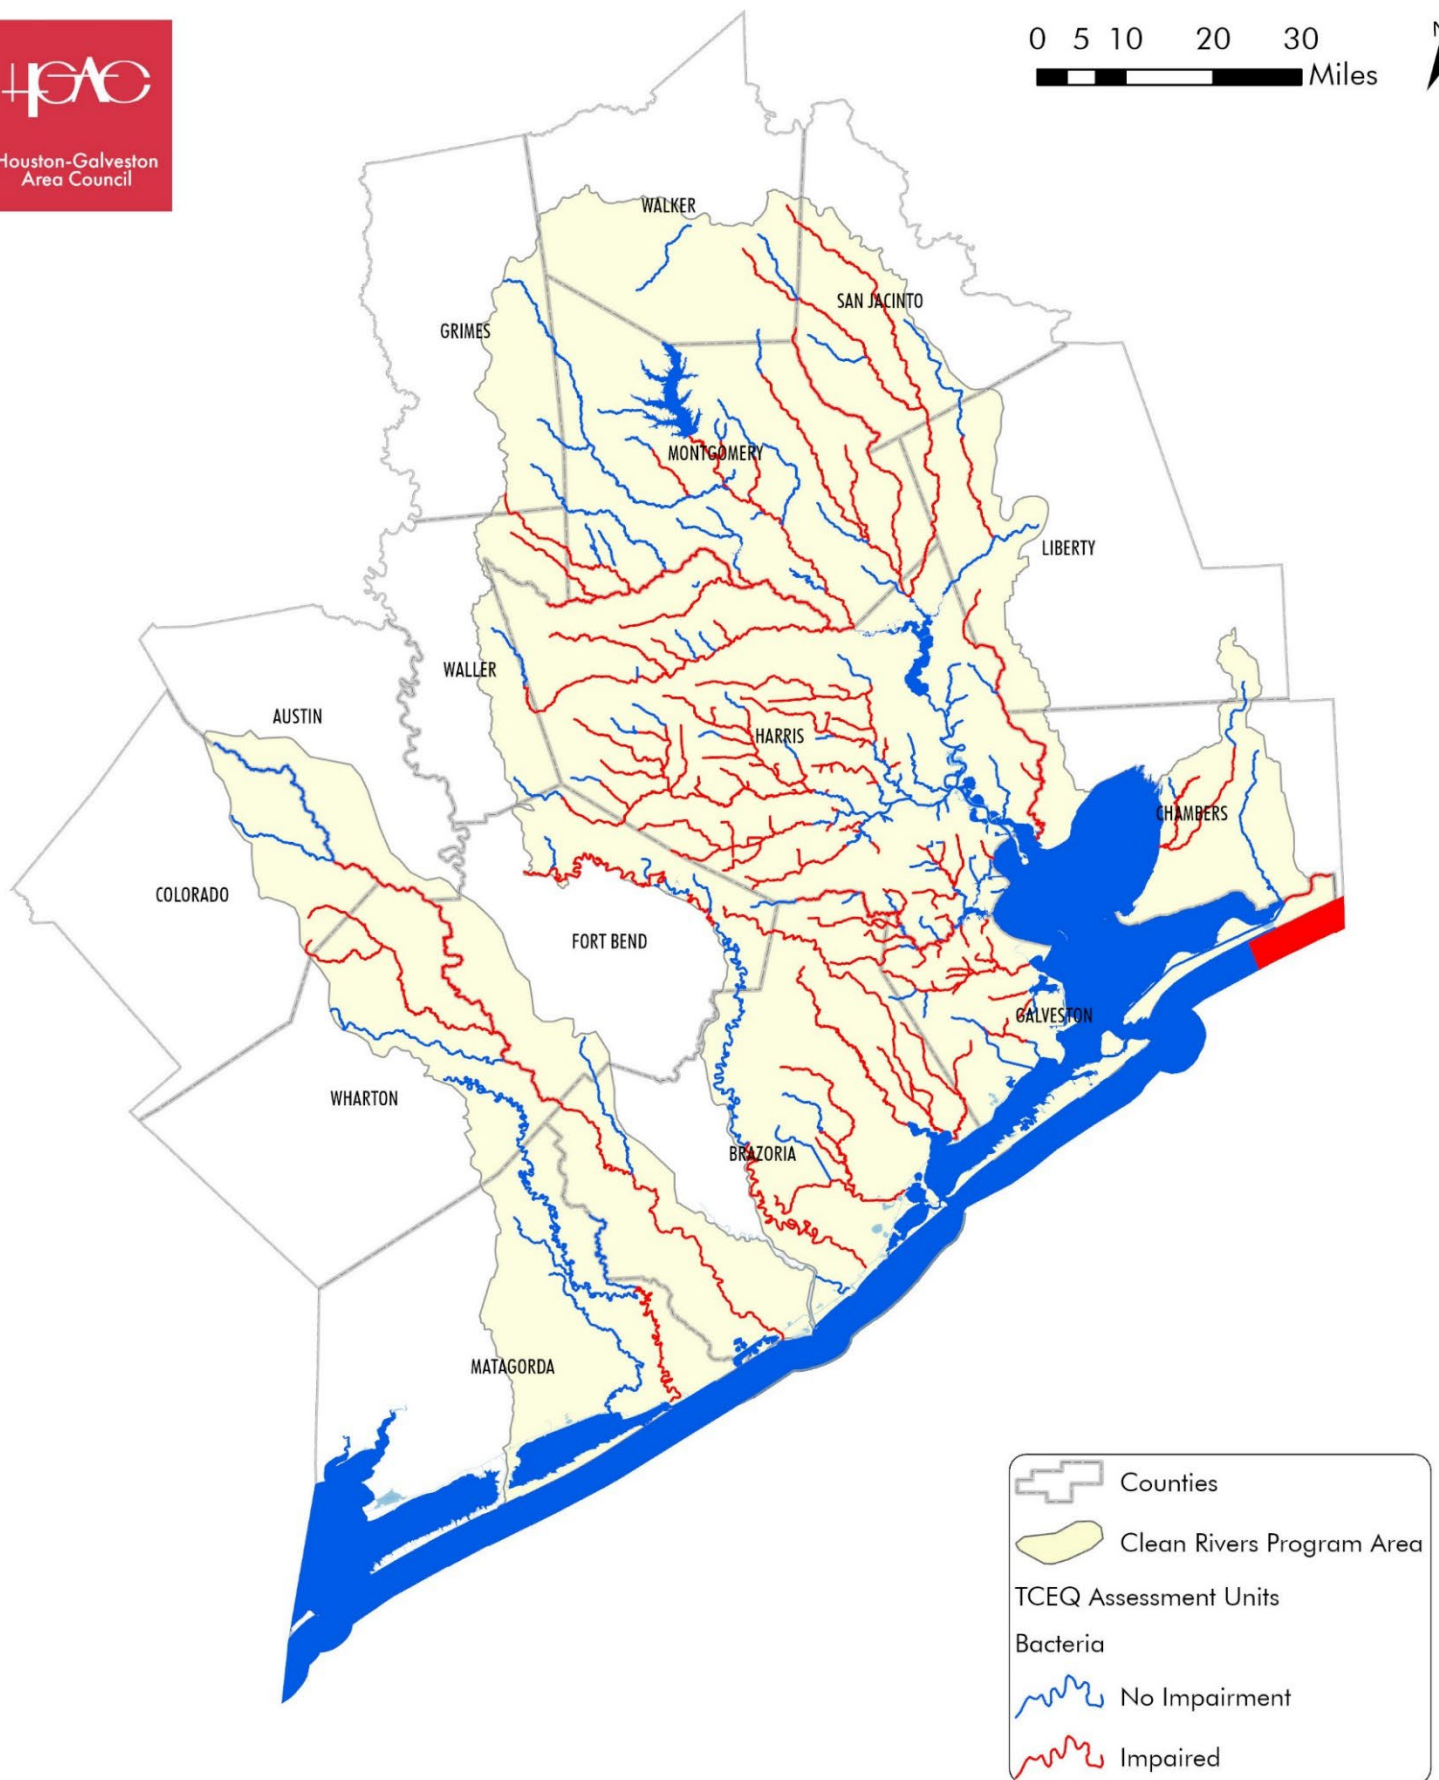 HGAC
Houston-Galveston
Area Council
0 5 10 20 30
Miles
N
WALKER
SAN JACINTO
GRIMES
MONTGOMERY
LIBERTY
WALLER
AUSTIN
HARRIS
CHAMBERS
COLORADO
FORT BEND
GALVESTON
WHARTON
BRAZORIA
MATAGORDA
Counties
Clean Rivers Program Area
TCEQ Assessment Units
Bacteria
No Impairment
Impaired